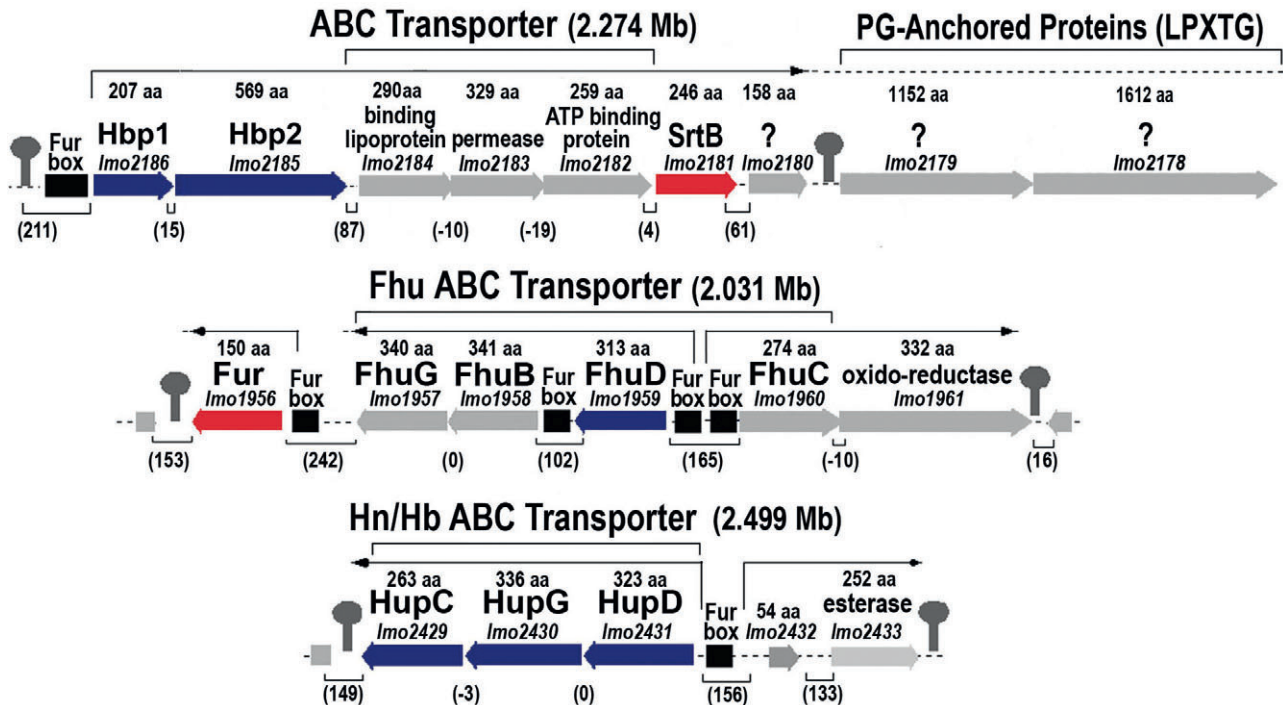 ABC Transporter (2.274 Mb) PG-Anchored Proteins (LPXTG)
207 aa 569 aa 290aa 329 aa 259 aa 246 aa 158 aa 1152 aa 1612 aa
Fur box Hbp1 Hbp2 binding lipoprotein permease ATP binding protein SrtB ? ? ?
lmo2186 lmo2185 lmo2184 lmo2183 lmo2182 lmo2181 lmo2180 lmo2179 lmo2178
(211) (15) (87) (-10) (-19) (4) (61)
Fhu ABC Transporter (2.031 Mb)
150 aa 340 aa 341 aa 313 aa 274 aa 332 aa
Fur Fur box FhuG FhuB Fur box FhuD Fur box Fur box FhuC oxido-reductase
lmo1956 lmo1957 lmo1958 lmo1959 lmo1960 lmo1961
(153) (242) (0) (102) (165) (-10) (16)
Hn/Hb ABC Transporter (2.499 Mb)
263 aa 336 aa 323 aa 54 aa 252 aa
HupC HupG HupD Fur box esterase
lmo2429 lmo2430 lmo2431 lmo2432 lmo2433
(149) (-3) (0) (156) (133)